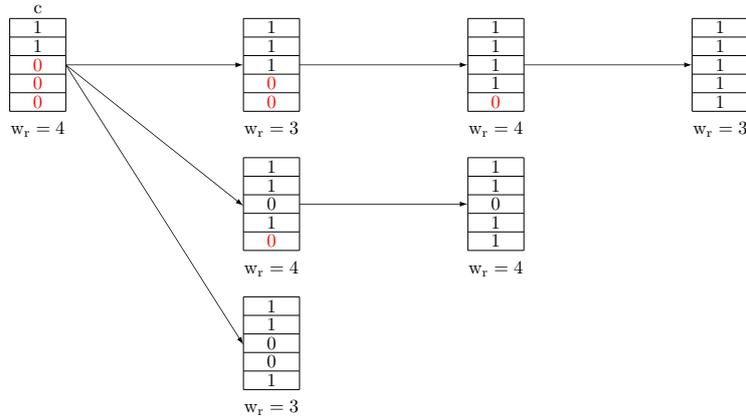 c
1 1 1 1
1 1 1 1
0 1 1 1
0 0 1 1
0 0 0 1
w_r = 4 w_r = 3 w_r = 4 w_r = 3
1 1
1 1
0 0
1 1
0 1
w_r = 4 w_r = 4
1
1
0
0
1
w_r = 3